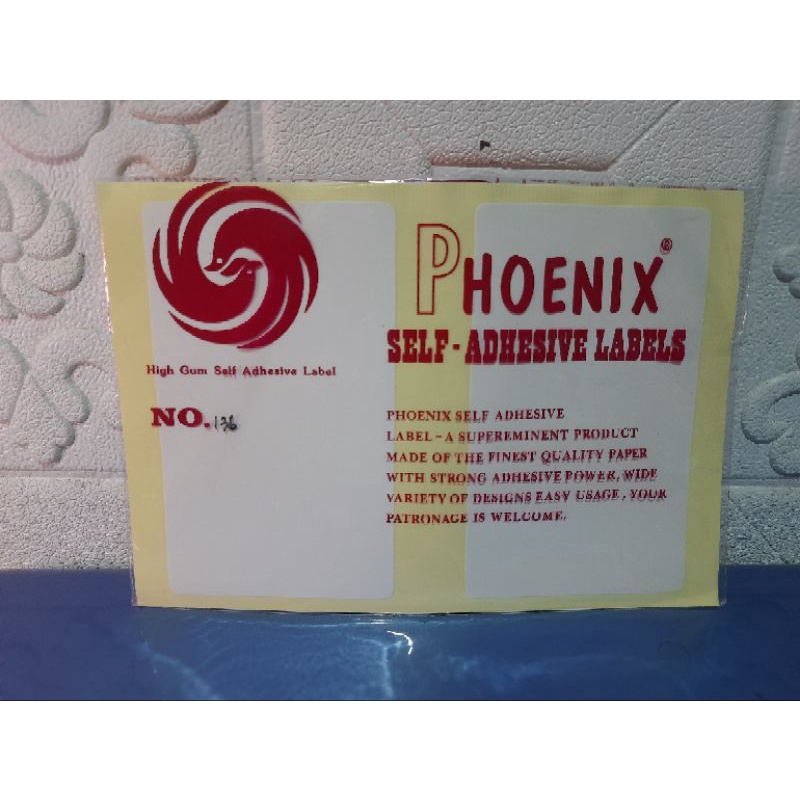 PHOENIX®
SELF-ADHESIVE LABELS
High Gum Self Adhesive Label
NO.136
PHOENIX SELF ADHESIVE
LABEL-A SUPEREMINENT PRODUCT
MADE OF THE FINEST QUALITY PAPER
WITH STRONG ADHESIVE POWER, WIDE
VARIETY OF DESIGNS EASY USAGE, YOUR
PATRONAGE IS WELCOME.